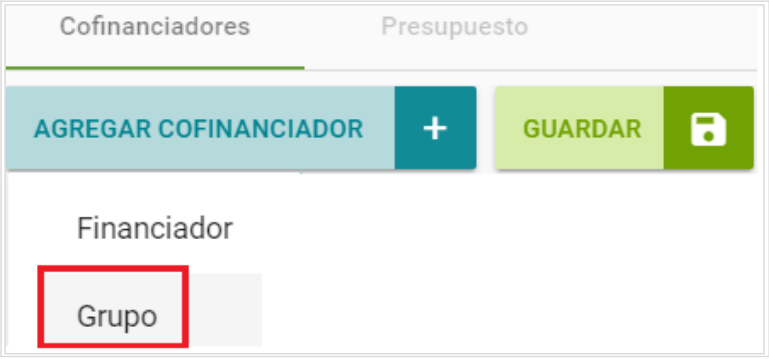 Cofinanciadores Presupuesto
AGREGAR COFINANCIADOR + GUARDAR
Financiador
Grupo